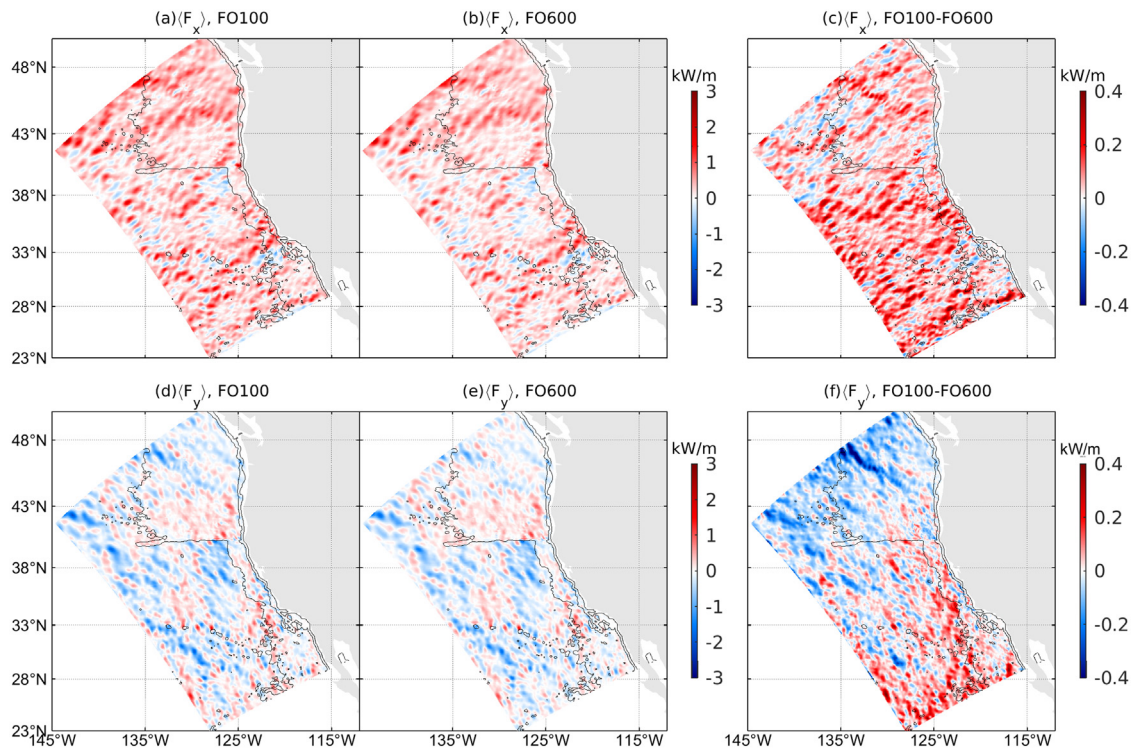 (a)⟨F_x⟩, FO100
(b)⟨F_x⟩, FO600
(c)⟨F_x⟩, FO100-FO600
48°N
43°N
38°N
33°N
28°N
23°N
kW/m
3
2
1
0
-1
-2
-3
kW/m
0.4
0.2
0
-0.2
-0.4
(d)⟨F_y⟩, FO100
(e)⟨F_y⟩, FO600
(f)⟨F_y⟩, FO100-FO600
48°N
43°N
38°N
33°N
28°N
23°N
145°W 135°W 125°W 115°W
135°W 125°W 115°W
145°W 135°W 125°W 115°W
kW/m
3
2
1
0
-1
-2
-3
kW/m
0.4
0.2
0
-0.2
-0.4